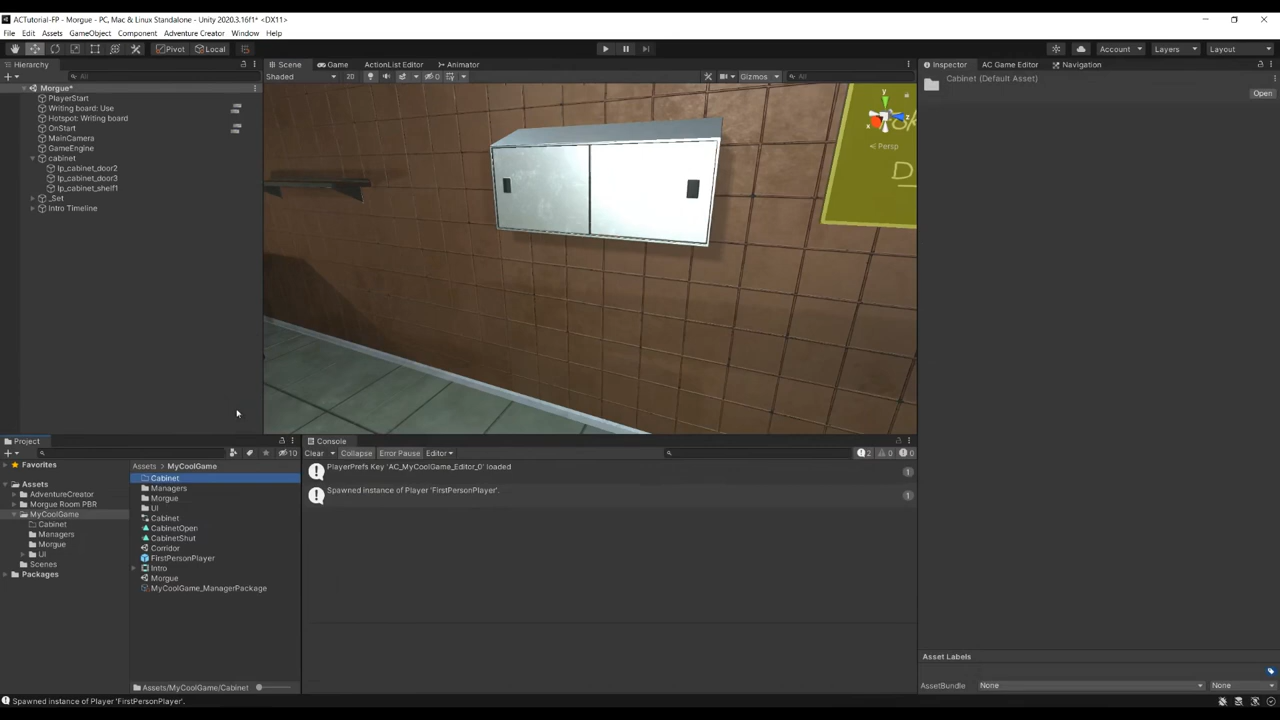 ACTutorial-FP - Morgue - PC, Mac & Linux Standalone - Unity 2020.3.16f1* <DX11>
File Edit Assets GameObject Component Adventure Creator Window Help
Pivot Local Account Layers Layout
Hierarchy Scene Game ActionList Editor Animator Inspector AC Game Editor Navigation
All Shaded 2D 0 Gizmos All
Cabinet (Default Asset)
Open
Morgue*
PlayerStart
Writing board: Use
Hotspot: Writing board
OnStart
MainCamera
GameEngine
cabinet
lp_cabinet_door2
lp_cabinet_door3
lp_cabinet_shelf1
_Set
Intro Timeline
y
x
z
< Persp
D
Project
10
Favorites
Assets
AdventureCreator
Morgue Room PBR
MyCoolGame
Cabinet
Managers
Morgue
UI
Scenes
Packages
Assets > MyCoolGame
Cabinet
Managers
Morgue
UI
Cabinet
CabinetOpen
CabinetShut
Corridor
FirstPersonPlayer
Intro
Morgue
MyCoolGame_ManagerPackage
Assets/MyCoolGame/Cabinet
Console
Clear Collapse Error Pause Editor 2 0 0
PlayerPrefs Key 'AC_MyCoolGame_Editor_0' loaded
1
Spawned instance of Player 'FirstPersonPlayer'.
1
Asset Labels
AssetBundle None None
Spawned instance of Player 'FirstPersonPlayer'.